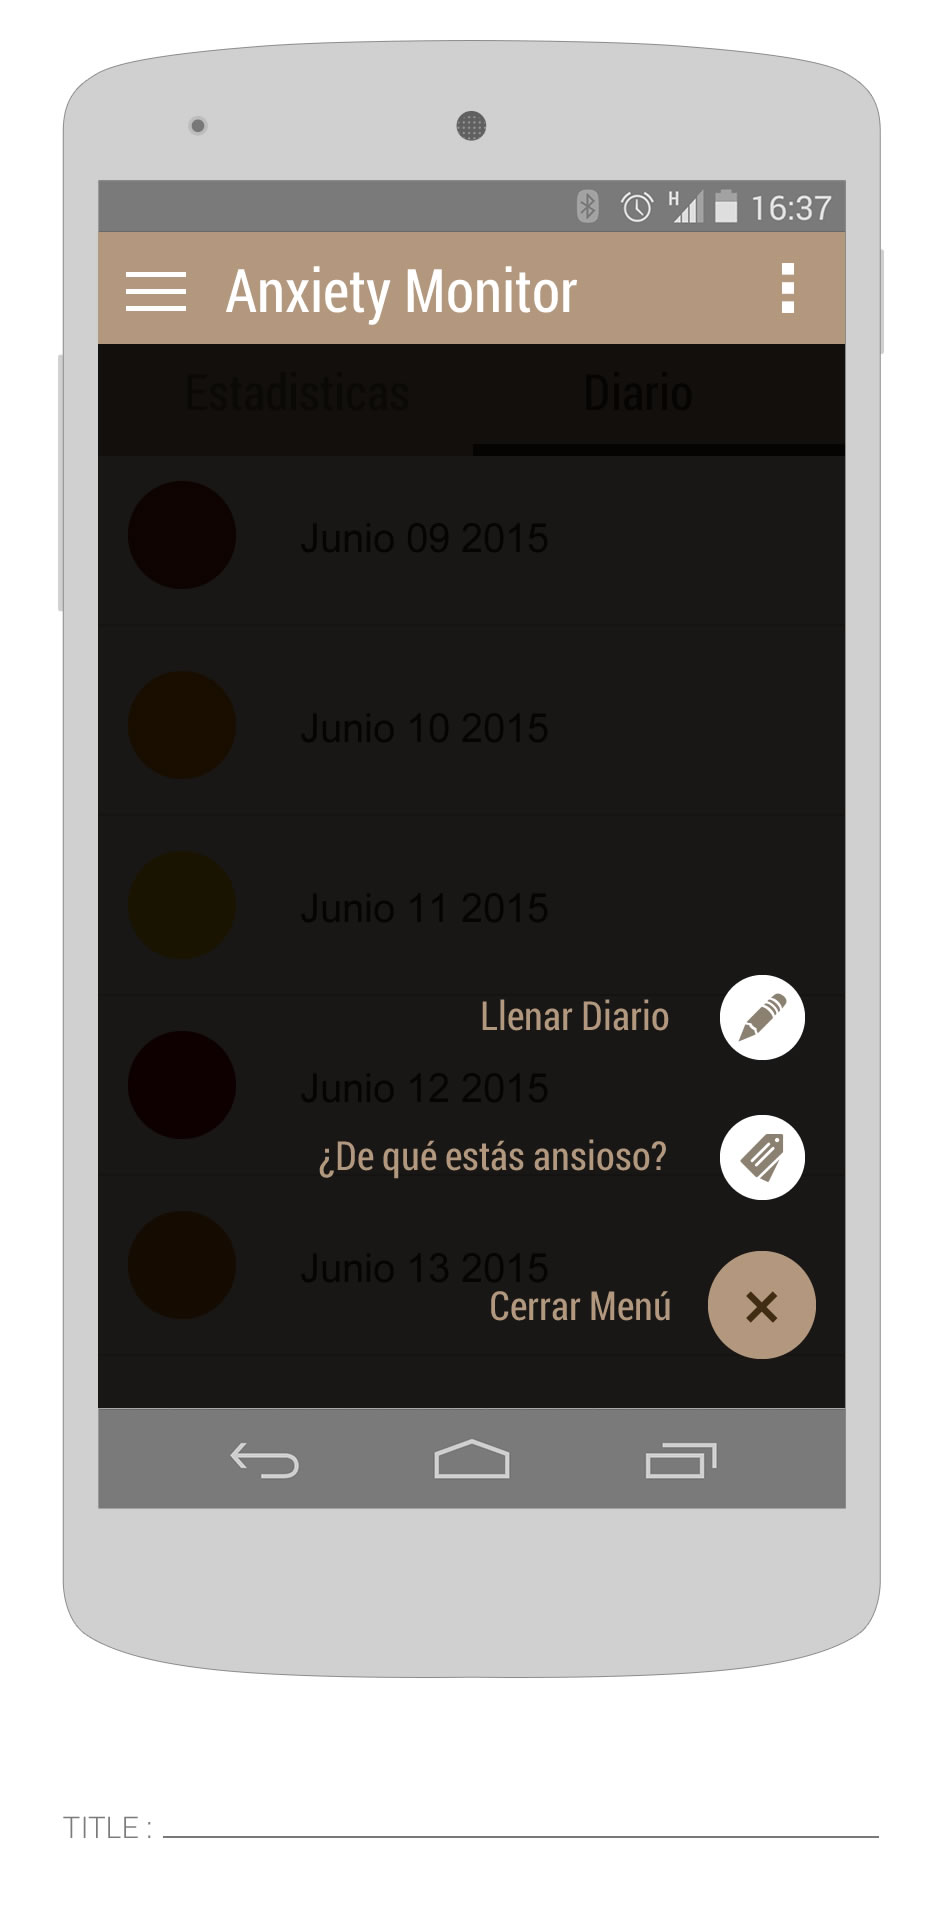 H 16:37
Anxiety Monitor
Estadisticas Diario
Junio 09 2015
Junio 10 2015
Junio 11 2015
Llenar Diario
Junio 12 2015
¿De qué estás ansioso?
Junio 13 2015
Cerrar Menú
TITLE :